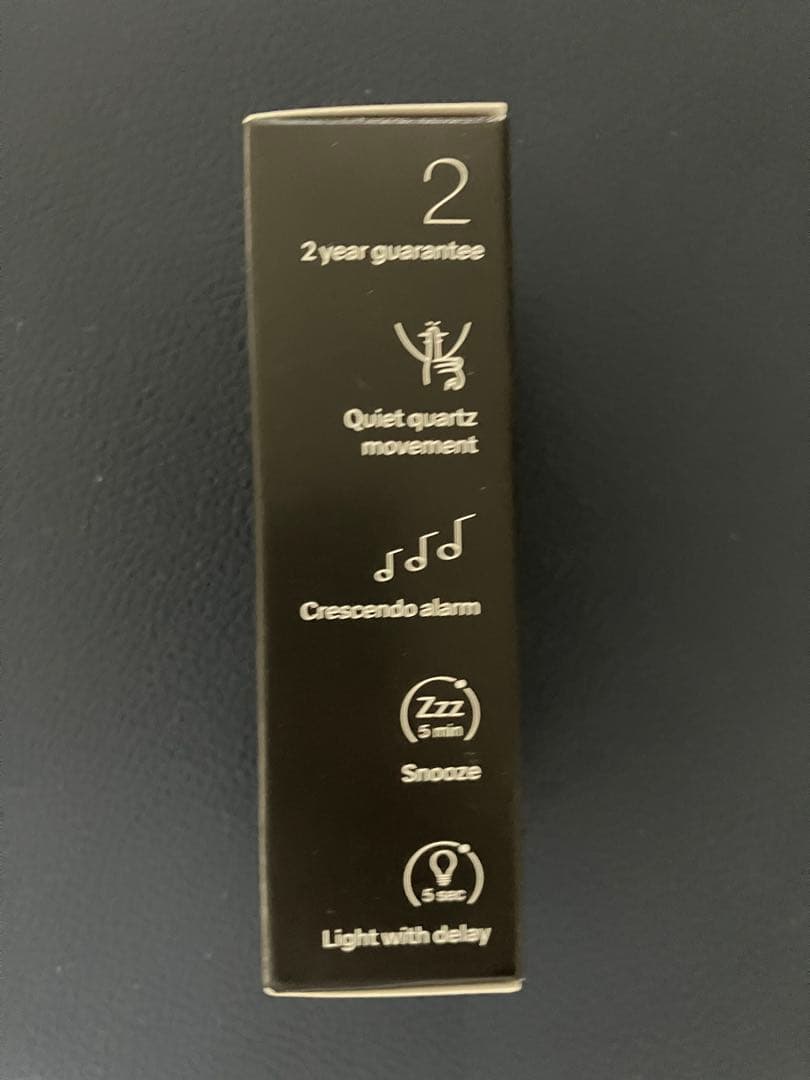 2
2 year guarantee
Quiet quartz
movement
Crescendo alarm
Zzz
5 min
Snooze
5 sec
Light with delay